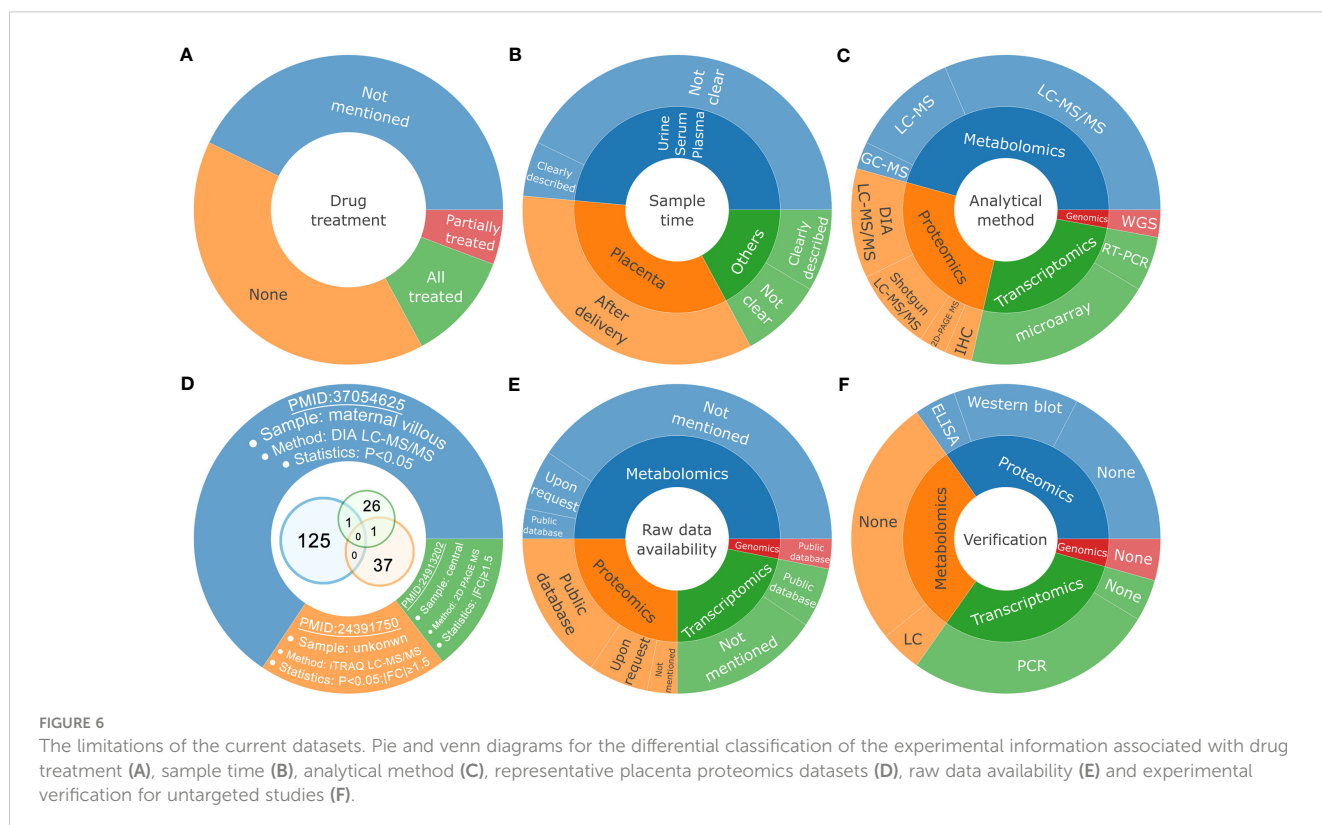 A
Not
mentioned
Drug
treatment
None
Partially
treated
All
treated
B
Not
clear
Urine
Serum
Plasma
Clearly
described
Sample
time
Placenta
Others
Clearly
described
Not
clear
After
delivery
C
LC-MS
LC-MS/MS
Metabolomics
GC-MS
Analytical
method
Genomics
WGS
DIA
LC-MS/MS
Proteomics
Transcriptomics
RT-PCR
Shotgun
LC-MS/MS
2D-PAGE MS
IHC
microarray
D
PMID:37054625
• Sample: maternal villous
• Method: DIA LC-MS/MS
• Statistics: P<0.05
125
26
1
0
1
0
37
PMID:24391750
• Sample: unkonwn
• Method: iTRAQ LC-MS/MS
• Statistics: P<0.05;|FC|≥1.5
PMID:24913202
• Sample: central
• Method: 2D PAGE MS
• Statistics: |FC|≥1.5
E
Not
mentioned
Metabolomics
Upon
request
Public
database
Raw data
availability
Genomics
Public
database
Proteomics
Transcriptomics
Public
database
Public
database
Upon
request
Not
mentioned
Not
mentioned
F
ELISA
Western blot
None
Proteomics
None
Metabolomics
Verification
Genomics
None
Transcriptomics
None
LC
PCR
FIGURE 6
The limitations of the current datasets. Pie and venn diagrams for the differential classification of the experimental information associated with drug
treatment (A), sample time (B), analytical method (C), representative placenta proteomics datasets (D), raw data availability (E) and experimental
verification for untargeted studies (F).